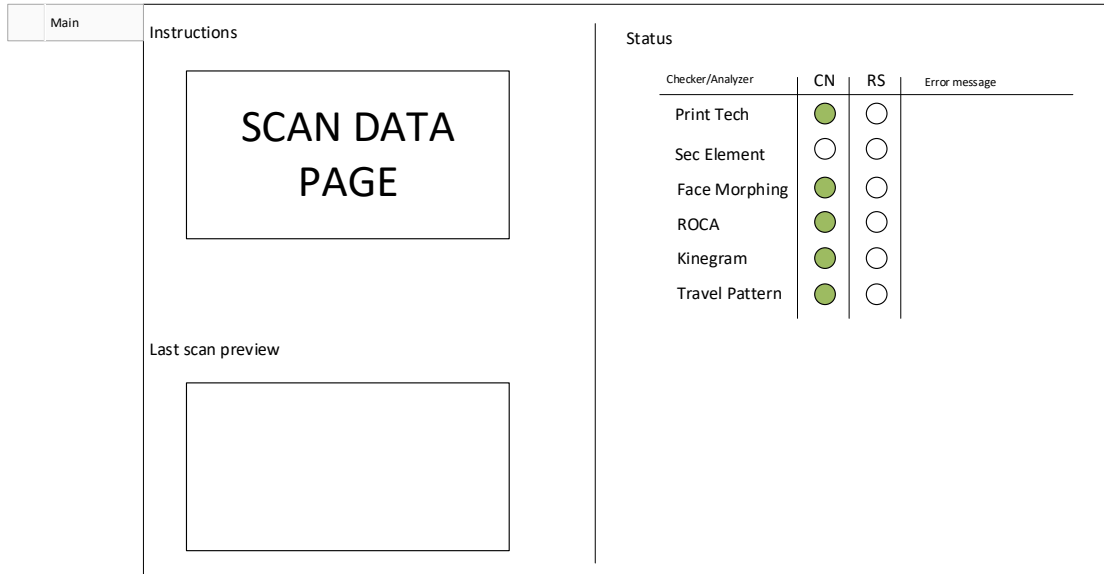 Main
Instructions
SCAN DATA
PAGE
Last scan preview
Status
Checker/Analyzer CN RS Error message
Print Tech
Sec Element
Face Morphing
ROCA
Kinegram
Travel Pattern